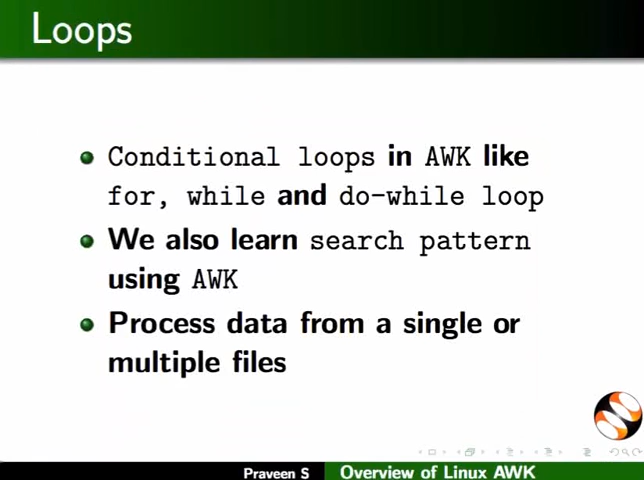 Loops
Conditional loops in AWK like
for, while and do-while loop
We also learn search pattern
using AWK
Process data from a single or
multiple files
Praveen S Overview of Linux AWK